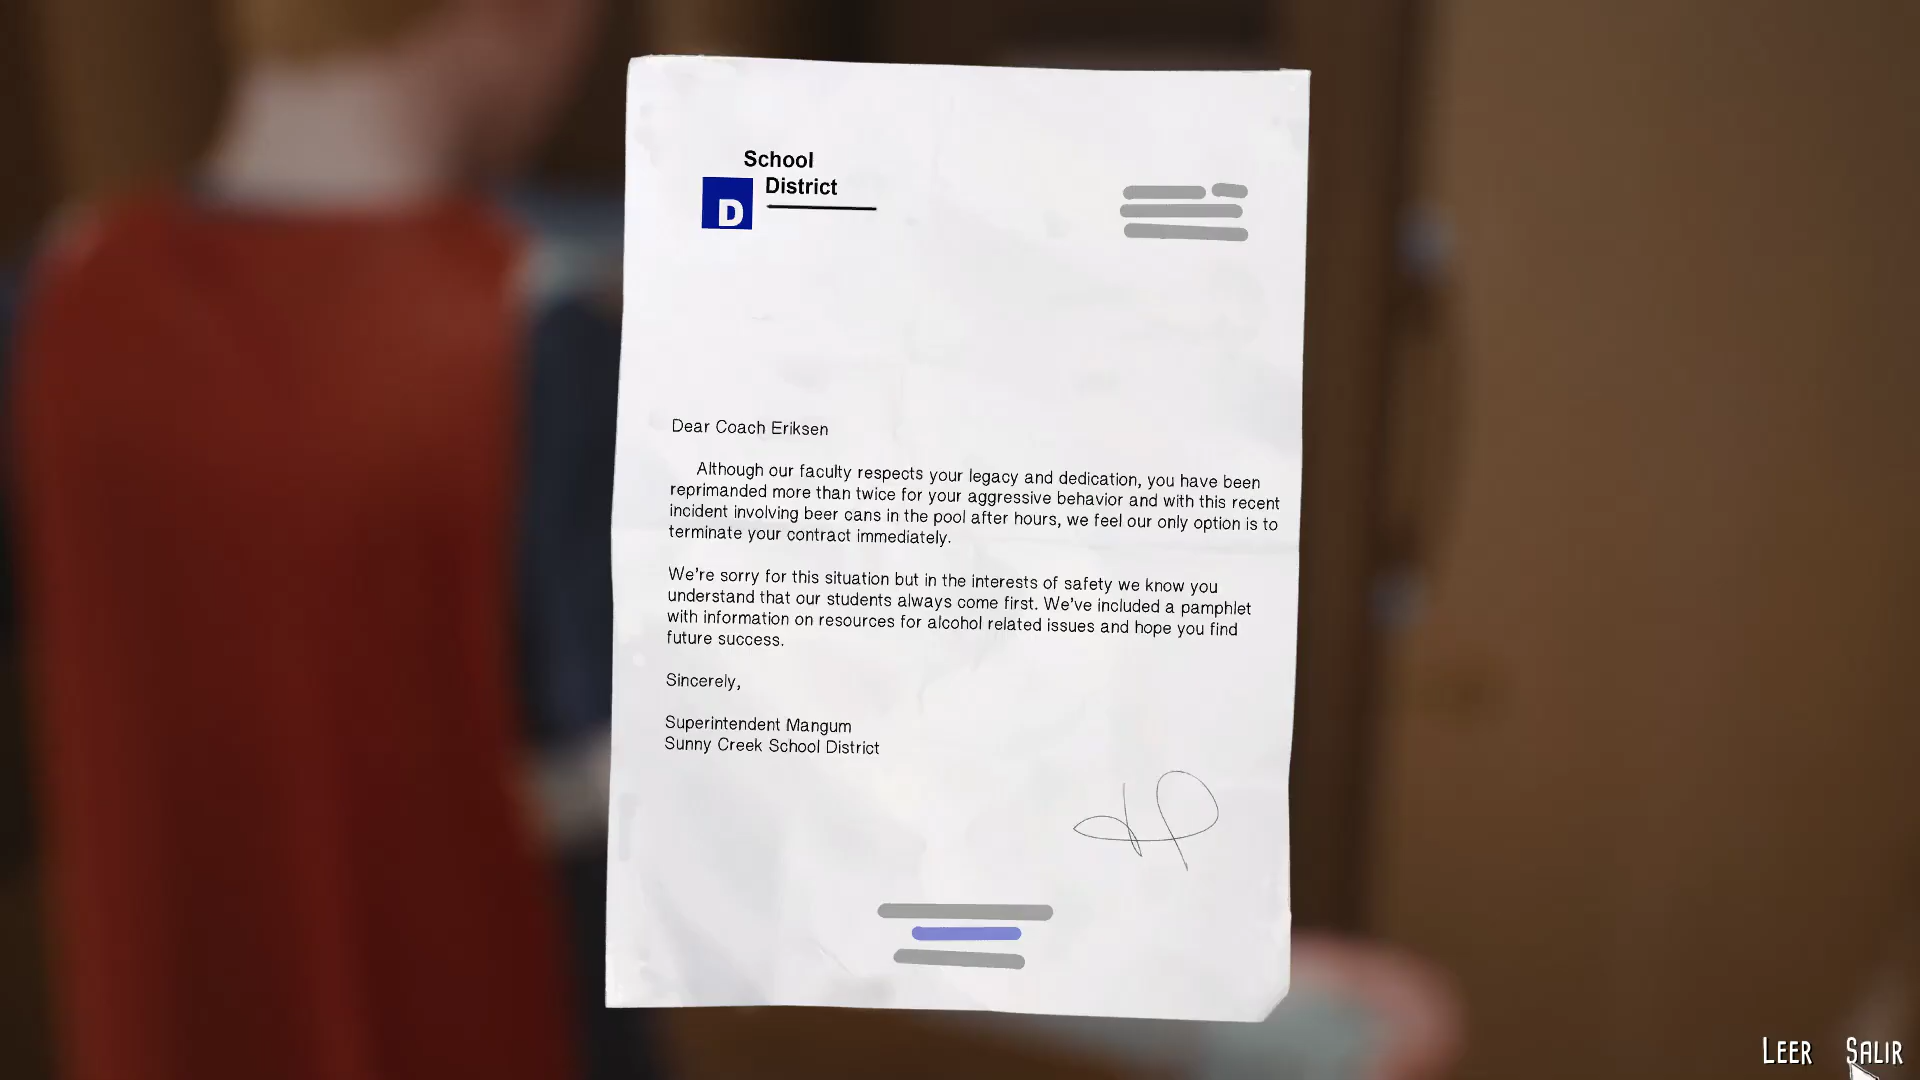 School
District
D
Dear Coach Eriksen
Although our faculty respects your legacy and dedication, you have been
reprimanded more than twice for your aggressive behavior and with this recent
incident involving beer cans in the pool after hours, we feel our only option is to
terminate your contract immediately.
We're sorry for this situation but in the interests of safety we know you
understand that our students always come first. We've included a pamphlet
with information on resources for alcohol related issues and hope you find
future success.
Sincerely,
Superintendent Mangum
Sunny Creek School District
LEER SALIR